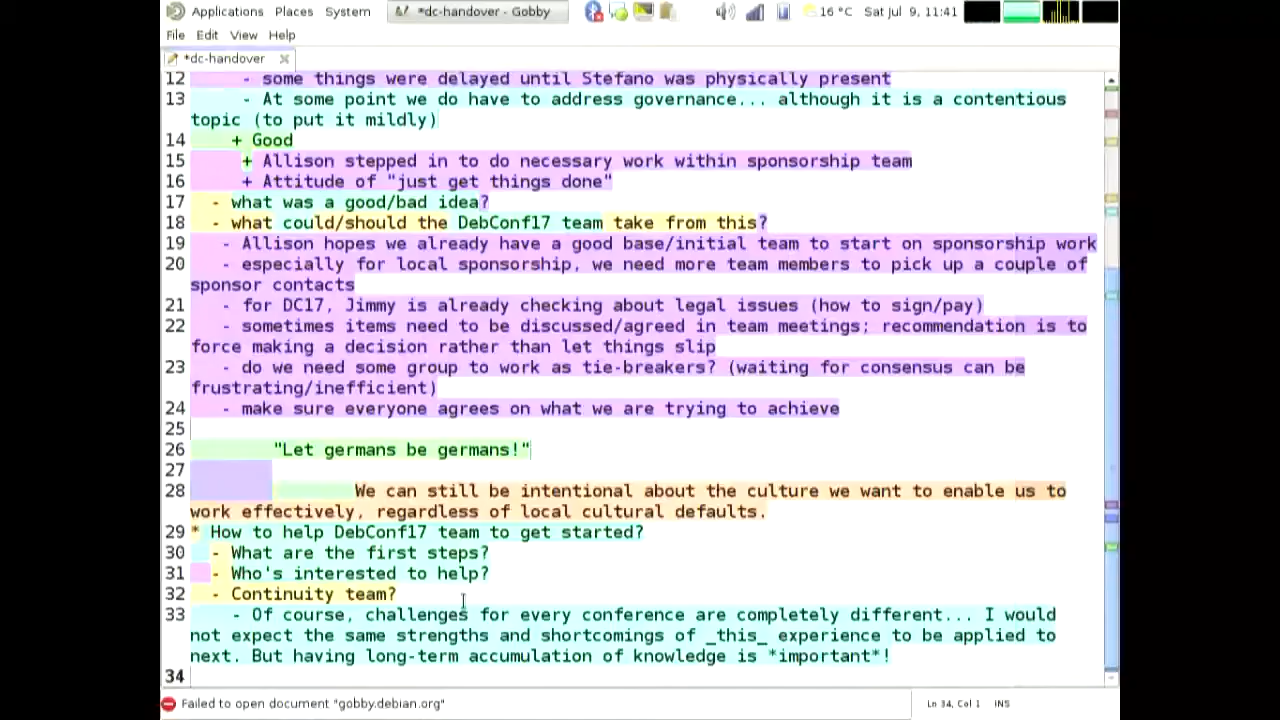 Applications Places System *dc-handover - Gobby 16 °C Sat Jul 9, 11:41
File Edit View Help
*dc-handover
12 - some things were delayed until Stefano was physically present
13 - At some point we do have to address governance... although it is a contentious
topic (to put it mildly)
14 + Good
15 + Allison stepped in to do necessary work within sponsorship team
16 + Attitude of "just get things done"
17 - what was a good/bad idea?
18 - what could/should the DebConf17 team take from this?
19 - Allison hopes we already have a good base/initial team to start on sponsorship work
20 - especially for local sponsorship, we need more team members to pick up a couple of
sponsor contacts
21 - for DC17, Jimmy is already checking about legal issues (how to sign/pay)
22 - sometimes items need to be discussed/agreed in team meetings; recommendation is to
force making a decision rather than let things slip
23 - do we need some group to work as tie-breakers? (waiting for consensus can be
frustrating/inefficient)
24 - make sure everyone agrees on what we are trying to achieve
25
26 "Let germans be germans!"
27
28 We can still be intentional about the culture we want to enable us to
work effectively, regardless of local cultural defaults.
29 * How to help DebConf17 team to get started?
30 - What are the first steps?
31 - Who's interested to help?
32 - Continuity team?
33 - Of course, challenges for every conference are completely different... I would
not expect the same strengths and shortcomings of _this_ experience to be applied to
next. But having long-term accumulation of knowledge is *important*!
34
Failed to open document "gobby.debian.org" Ln 34, Col 1 INS